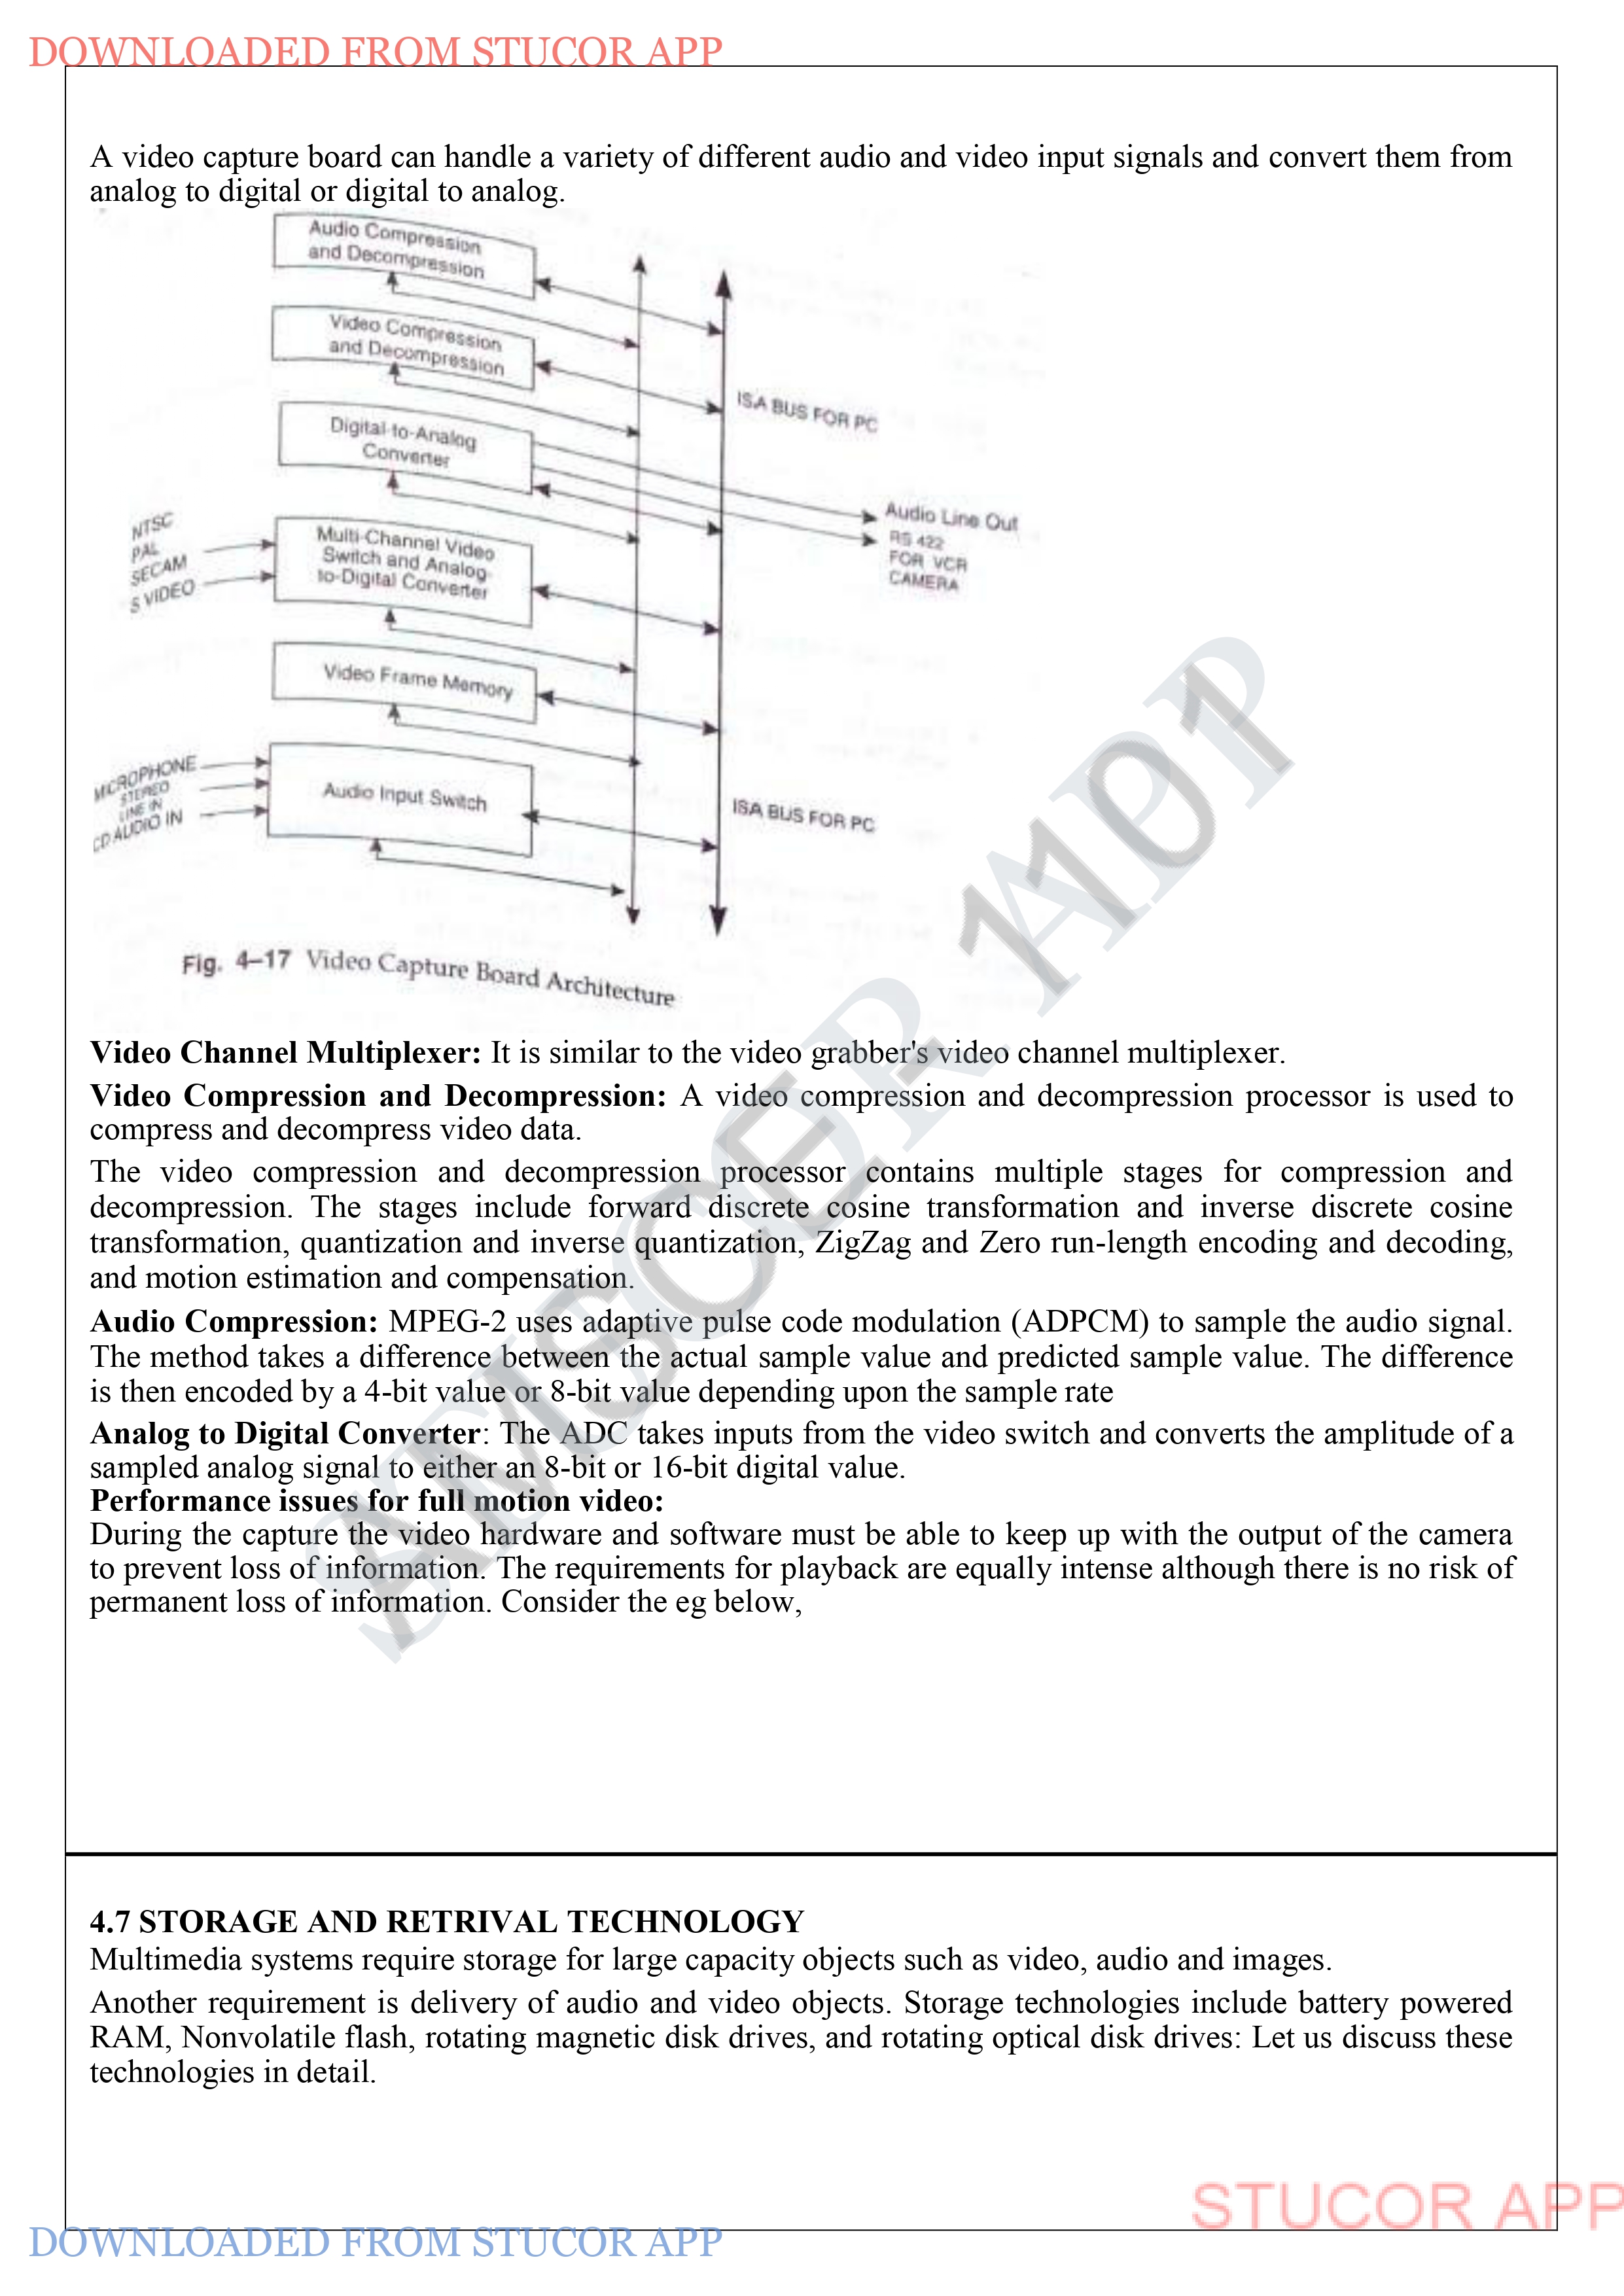 DOWNLOADED FROM STUCOR APP
A video capture board can handle a variety of different audio and video input signals and convert them from
analog to digital or digital to analog.
Audio Compression
and Decompression
Video Compression
and Decompression
ISA BUS FOR PC
Digital-to-Analog
Converter
Audio Line Out
RS 422
FOR VCR
CAMERA
NTSC
PAL
SECAM
S VIDEO
Multi-Channel Video
Switch and Analog-
to-Digital Converter
Video Frame Memory
MICROPHONE
STEREO
LINE IN
CD AUDIO IN
Audio Input Switch
ISA BUS FOR PC
Fig. 4–17 Video Capture Board Architecture
Video Channel Multiplexer: It is similar to the video grabber's video channel multiplexer.
Video Compression and Decompression: A video compression and decompression processor is used to
compress and decompress video data.
The video compression and decompression processor contains multiple stages for compression and
decompression. The stages include forward discrete cosine transformation and inverse discrete cosine
transformation, quantization and inverse quantization, ZigZag and Zero run-length encoding and decoding,
and motion estimation and compensation.
Audio Compression: MPEG-2 uses adaptive pulse code modulation (ADPCM) to sample the audio signal.
The method takes a difference between the actual sample value and predicted sample value. The difference
is then encoded by a 4-bit value or 8-bit value depending upon the sample rate
Analog to Digital Converter: The ADC takes inputs from the video switch and converts the amplitude of a
sampled analog signal to either an 8-bit or 16-bit digital value.
Performance issues for full motion video:
During the capture the video hardware and software must be able to keep up with the output of the camera
to prevent loss of information. The requirements for playback are equally intense although there is no risk of
permanent loss of information. Consider the eg below,
AMSCE-1101
STUCOR APP
4.7 STORAGE AND RETRIVAL TECHNOLOGY
Multimedia systems require storage for large capacity objects such as video, audio and images.
Another requirement is delivery of audio and video objects. Storage technologies include battery powered
RAM, Nonvolatile flash, rotating magnetic disk drives, and rotating optical disk drives: Let us discuss these
technologies in detail.
STUCOR APP
DOWNLOADED FROM STUCOR APP